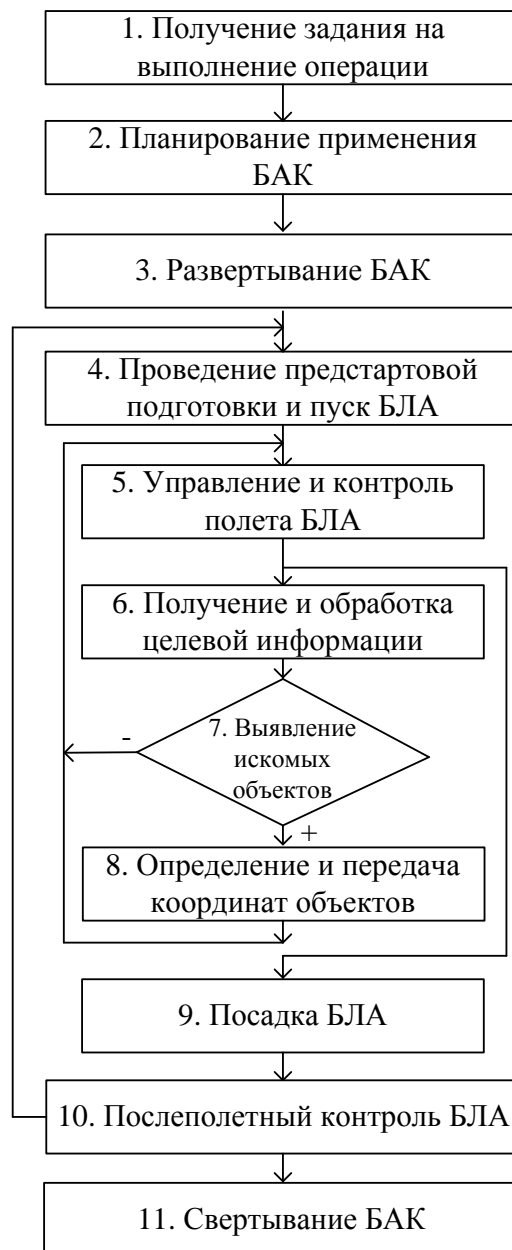 1. Получение задания на
выполнение операции
2. Планирование применения
БАК
3. Развертывание БАК
4. Проведение предстартовой
подготовки и пуск БЛА
5. Управление и контроль
полета БЛА
6. Получение и обработка
целевой информации
7. Выявление
искомых
объектов
-
+
8. Определение и передача
координат объектов
9. Посадка БЛА
10. Послеполетный контроль БЛА
11. Свертывание БАК